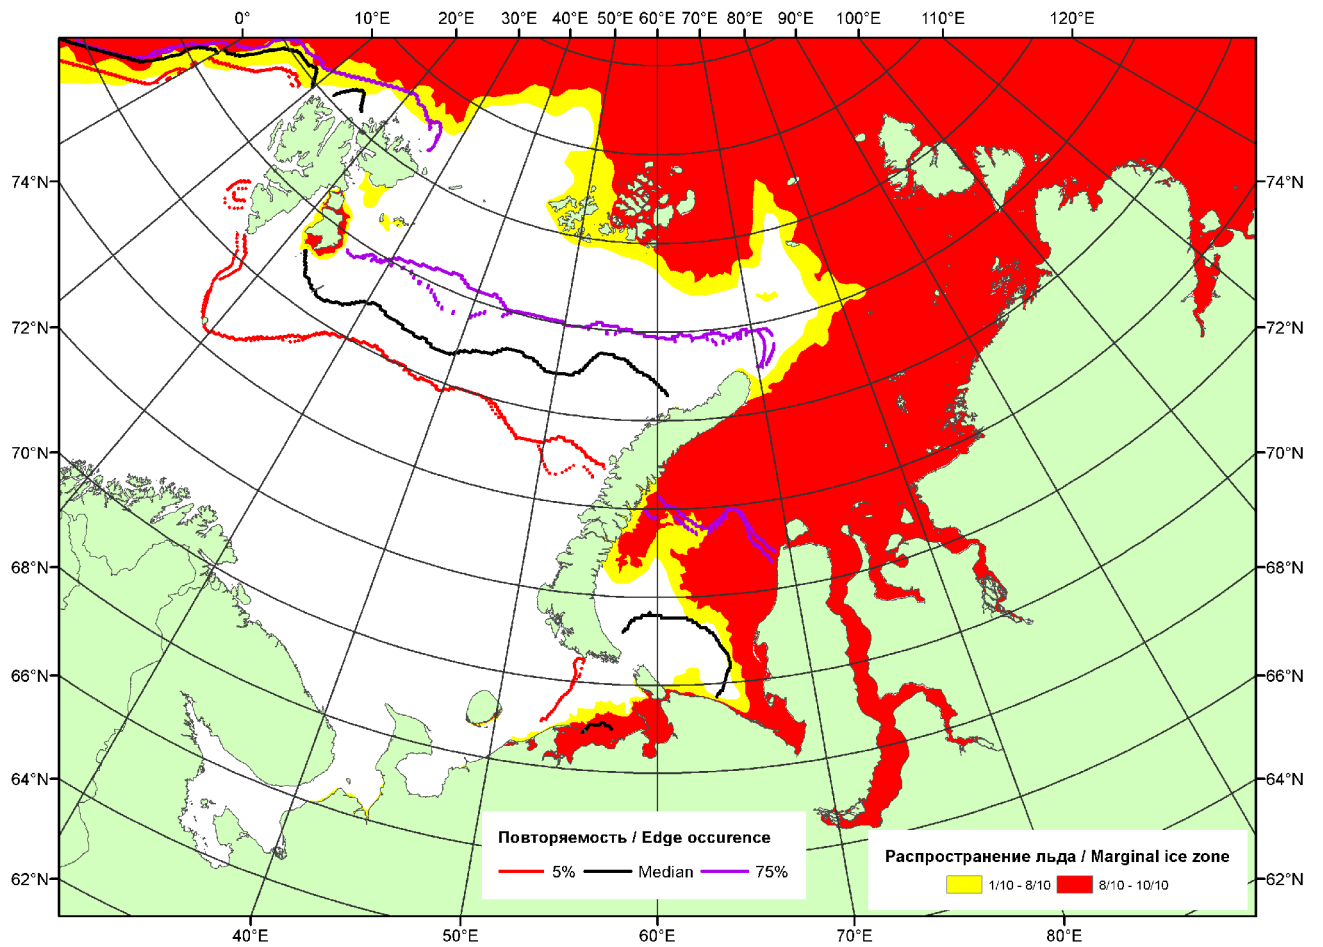 0° 10°E 20°E 30°E 40°E 50°E 60°E 70°E 80°E 90°E 100°E 110°E 120°E
74°N 74°N
72°N 72°N
70°N 70°N
68°N 68°N
66°N 66°N
64°N 64°N
62°N 62°N
Повторяемость / Edge occurence
5% Median 75%
Распространение льда / Marginal ice zone
1/10 - 8/10 8/10 - 10/10
40°E 50°E 60°E 70°E 80°E